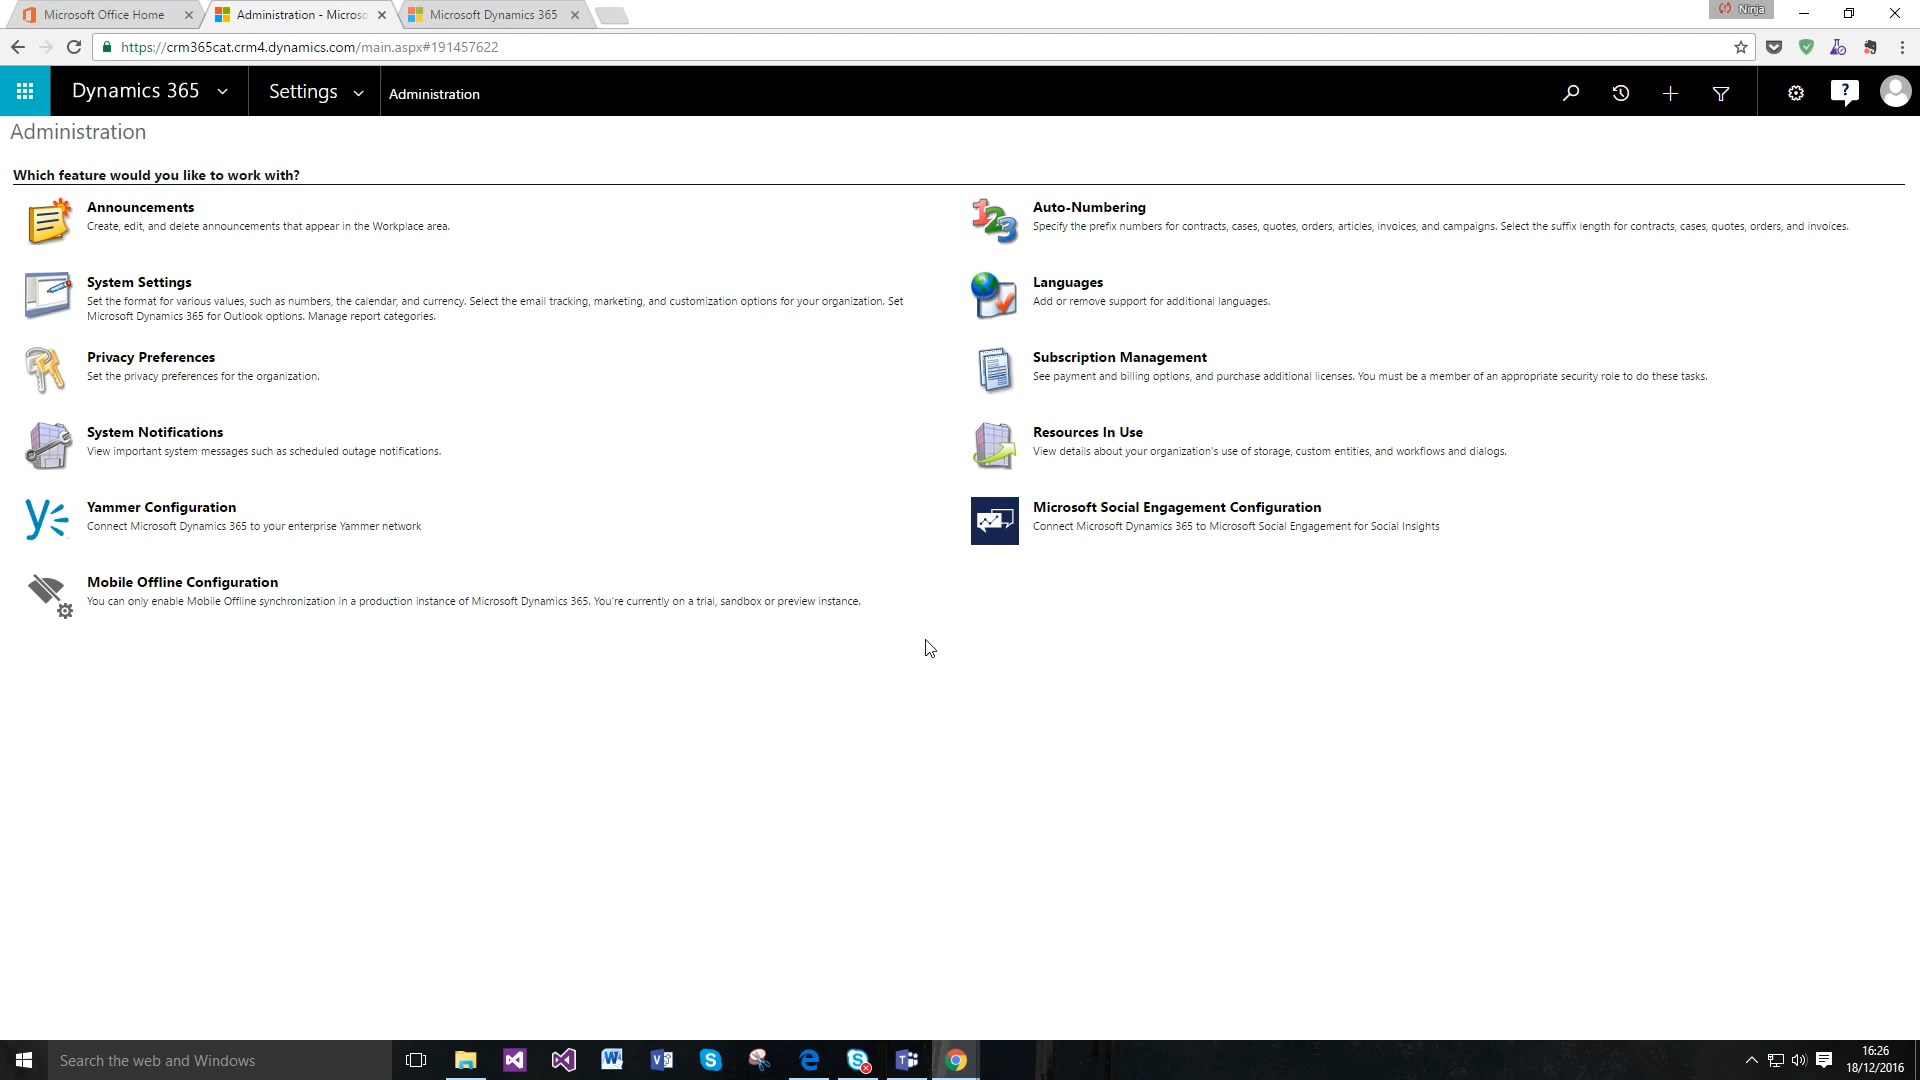 Microsoft Office Home
Administration - Microso
Microsoft Dynamics 365
Ninja
https://crm365cat.crm4.dynamics.com/main.aspx#191457622
Dynamics 365
Settings
Administration
Administration
Which feature would you like to work with?
Announcements
Create, edit, and delete announcements that appear in the Workplace area.
Auto-Numbering
Specify the prefix numbers for contracts, cases, quotes, orders, articles, invoices, and campaigns. Select the suffix length for contracts, cases, quotes, orders, and invoices.
System Settings
Set the format for various values, such as numbers, the calendar, and currency. Select the email tracking, marketing, and customization options for your organization. Set
Microsoft Dynamics 365 for Outlook options. Manage report categories.
Languages
Add or remove support for additional languages.
Privacy Preferences
Set the privacy preferences for the organization.
Subscription Management
See payment and billing options, and purchase additional licenses. You must be a member of an appropriate security role to do these tasks.
System Notifications
View important system messages such as scheduled outage notifications.
Resources In Use
View details about your organization's use of storage, custom entities, and workflows and dialogs.
Yammer Configuration
Connect Microsoft Dynamics 365 to your enterprise Yammer network
Microsoft Social Engagement Configuration
Connect Microsoft Dynamics 365 to Microsoft Social Engagement for Social Insights
Mobile Offline Configuration
You can only enable Mobile Offline synchronization in a production instance of Microsoft Dynamics 365. You're currently on a trial, sandbox or preview instance.
Search the web and Windows
16:26
18/12/2016